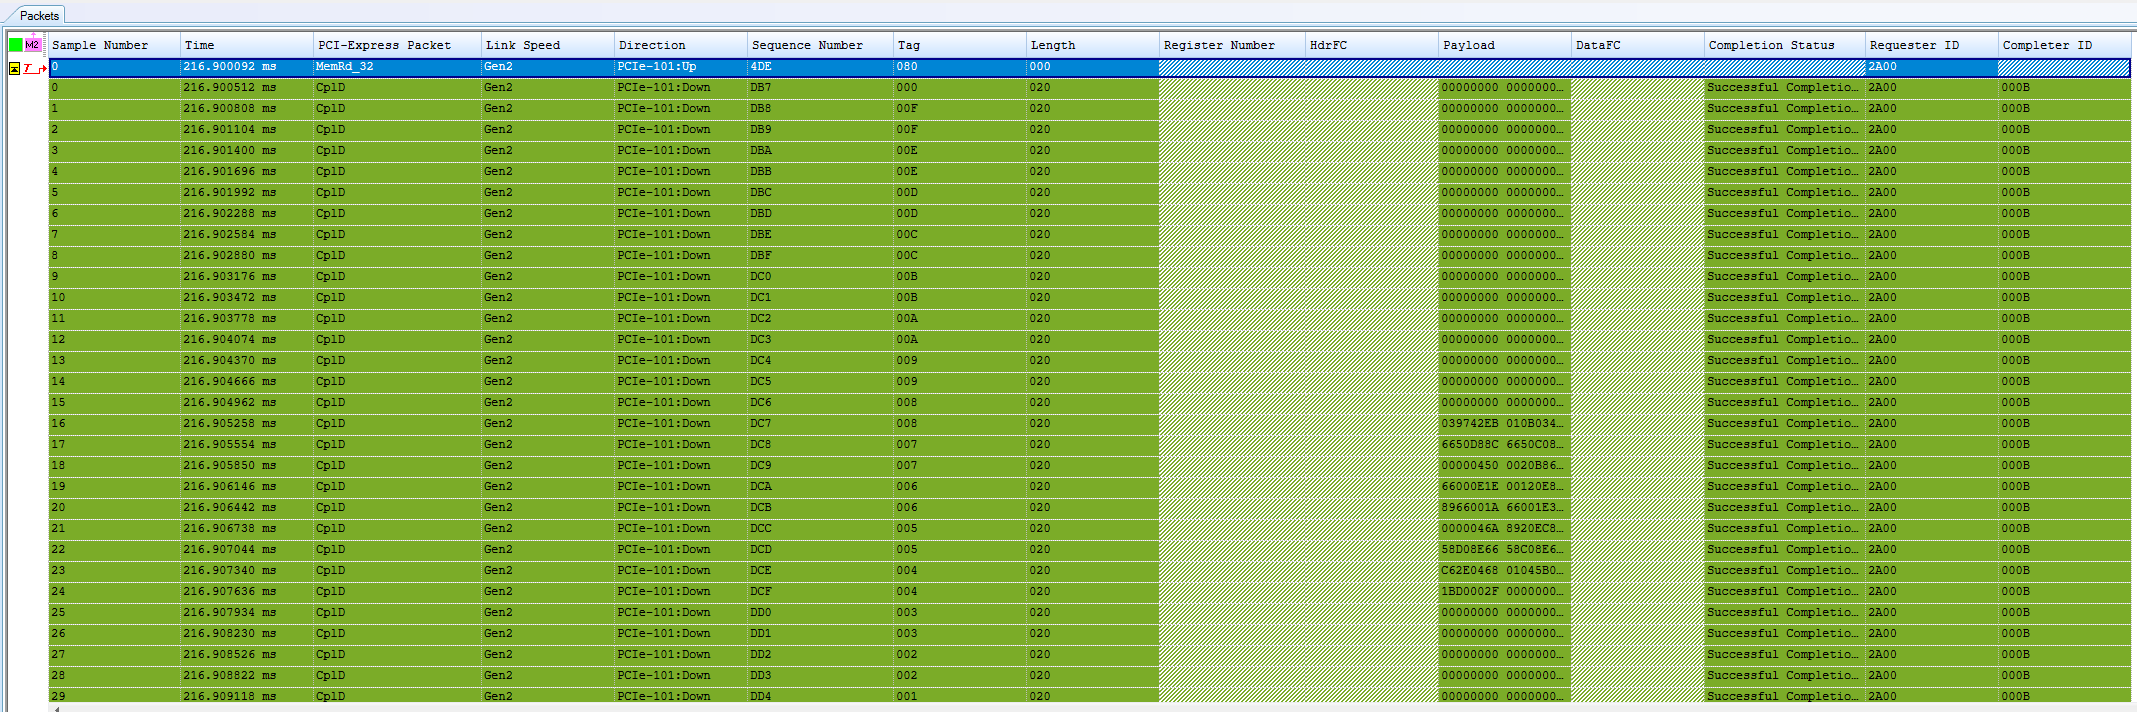 Packets
M2 Sample Number Time PCI-Express Packet Link Speed Direction Sequence Number Tag Length Register Number HdrFC Payload DataFC Completion Status Requester ID Completer ID
T 0 216.900092 ms MemRd_32 Gen2 PCIe-101:Up 4DE 080 000 2A00
0 216.900512 ms CplD Gen2 PCIe-101:Down DB7 000 020 00000000 0000000... Successful Completio... 2A00 000B
1 216.900808 ms CplD Gen2 PCIe-101:Down DB8 00F 020 00000000 0000000... Successful Completio... 2A00 000B
2 216.901104 ms CplD Gen2 PCIe-101:Down DB9 00F 020 00000000 0000000... Successful Completio... 2A00 000B
3 216.901400 ms CplD Gen2 PCIe-101:Down DBA 00E 020 00000000 0000000... Successful Completio... 2A00 000B
4 216.901696 ms CplD Gen2 PCIe-101:Down DBB 00E 020 00000000 0000000... Successful Completio... 2A00 000B
5 216.901992 ms CplD Gen2 PCIe-101:Down DBC 00D 020 00000000 0000000... Successful Completio... 2A00 000B
6 216.902288 ms CplD Gen2 PCIe-101:Down DBD 00D 020 00000000 0000000... Successful Completio... 2A00 000B
7 216.902584 ms CplD Gen2 PCIe-101:Down DBE 00C 020 00000000 0000000... Successful Completio... 2A00 000B
8 216.902880 ms CplD Gen2 PCIe-101:Down DBF 00C 020 00000000 0000000... Successful Completio... 2A00 000B
9 216.903176 ms CplD Gen2 PCIe-101:Down DC0 00B 020 00000000 0000000... Successful Completio... 2A00 000B
10 216.903472 ms CplD Gen2 PCIe-101:Down DC1 00B 020 00000000 0000000... Successful Completio... 2A00 000B
11 216.903778 ms CplD Gen2 PCIe-101:Down DC2 00A 020 00000000 0000000... Successful Completio... 2A00 000B
12 216.904074 ms CplD Gen2 PCIe-101:Down DC3 00A 020 00000000 0000000... Successful Completio... 2A00 000B
13 216.904370 ms CplD Gen2 PCIe-101:Down DC4 009 020 00000000 0000000... Successful Completio... 2A00 000B
14 216.904666 ms CplD Gen2 PCIe-101:Down DC5 009 020 00000000 0000000... Successful Completio... 2A00 000B
15 216.904962 ms CplD Gen2 PCIe-101:Down DC6 008 020 00000000 0000000... Successful Completio... 2A00 000B
16 216.905258 ms CplD Gen2 PCIe-101:Down DC7 008 020 039742EB 010B034... Successful Completio... 2A00 000B
17 216.905554 ms CplD Gen2 PCIe-101:Down DC8 007 020 6650D88C 6650C08... Successful Completio... 2A00 000B
18 216.905850 ms CplD Gen2 PCIe-101:Down DC9 007 020 00000450 0020B86... Successful Completio... 2A00 000B
19 216.906146 ms CplD Gen2 PCIe-101:Down DCA 006 020 66000E1E 00120E8... Successful Completio... 2A00 000B
20 216.906442 ms CplD Gen2 PCIe-101:Down DCB 006 020 8966001A 66001E3... Successful Completio... 2A00 000B
21 216.906738 ms CplD Gen2 PCIe-101:Down DCC 005 020 0000046A 8920EC8... Successful Completio... 2A00 000B
22 216.907044 ms CplD Gen2 PCIe-101:Down DCD 005 020 58D08E66 58C08E6... Successful Completio... 2A00 000B
23 216.907340 ms CplD Gen2 PCIe-101:Down DCE 004 020 C62E0468 01045B0... Successful Completio... 2A00 000B
24 216.907636 ms CplD Gen2 PCIe-101:Down DCF 004 020 1BD0002F 0000000... Successful Completio... 2A00 000B
25 216.907934 ms CplD Gen2 PCIe-101:Down DD0 003 020 00000000 0000000... Successful Completio... 2A00 000B
26 216.908230 ms CplD Gen2 PCIe-101:Down DD1 003 020 00000000 0000000... Successful Completio... 2A00 000B
27 216.908526 ms CplD Gen2 PCIe-101:Down DD2 002 020 00000000 0000000... Successful Completio... 2A00 000B
28 216.908822 ms CplD Gen2 PCIe-101:Down DD3 002 020 00000000 0000000... Successful Completio... 2A00 000B
29 216.909118 ms CplD Gen2 PCIe-101:Down DD4 001 020 00000000 0000000... Successful Completio... 2A00 000B